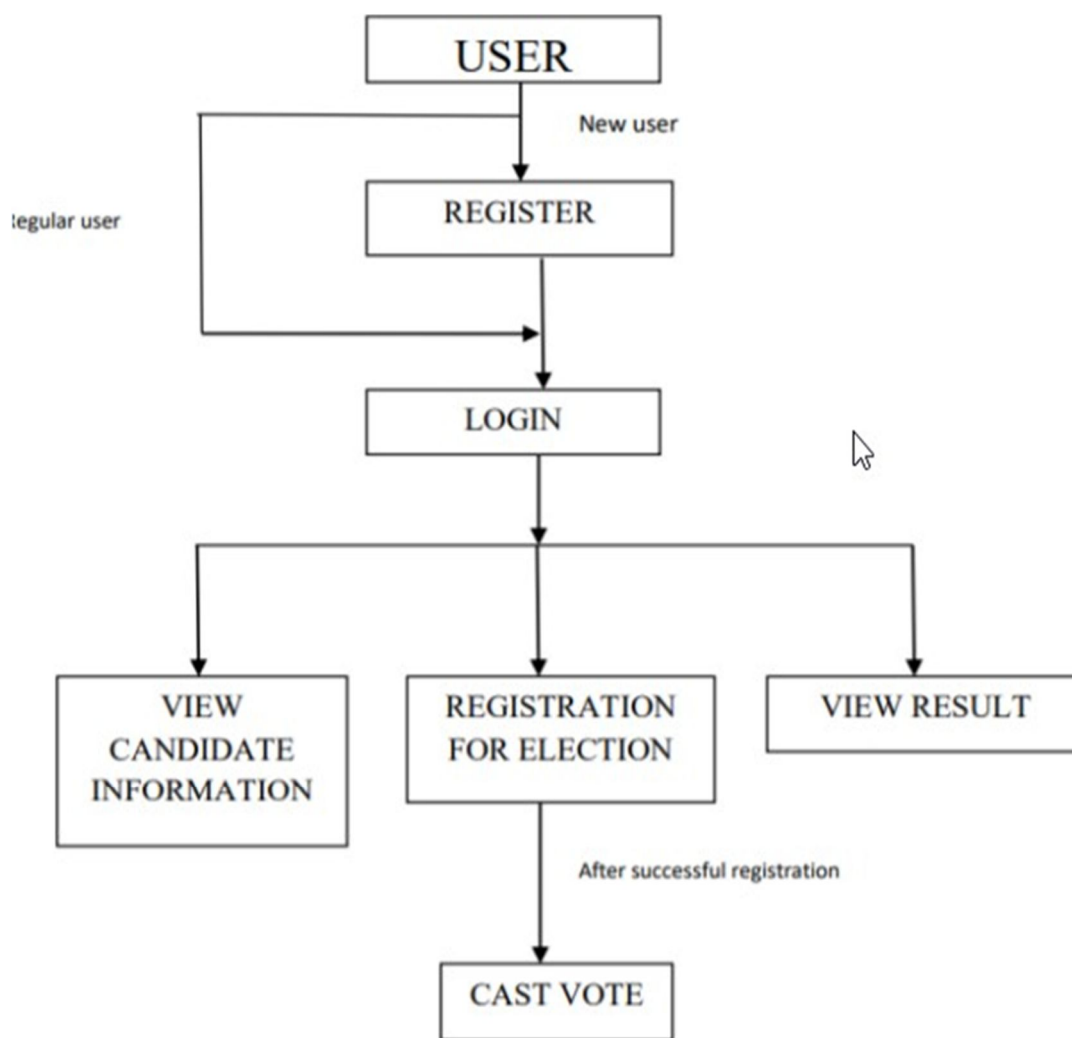 USER
New user
REGISTER
Regular user
LOGIN
VIEW
CANDIDATE
INFORMATION
REGISTRATION
FOR ELECTION
VIEW RESULT
After successful registration
CAST VOTE